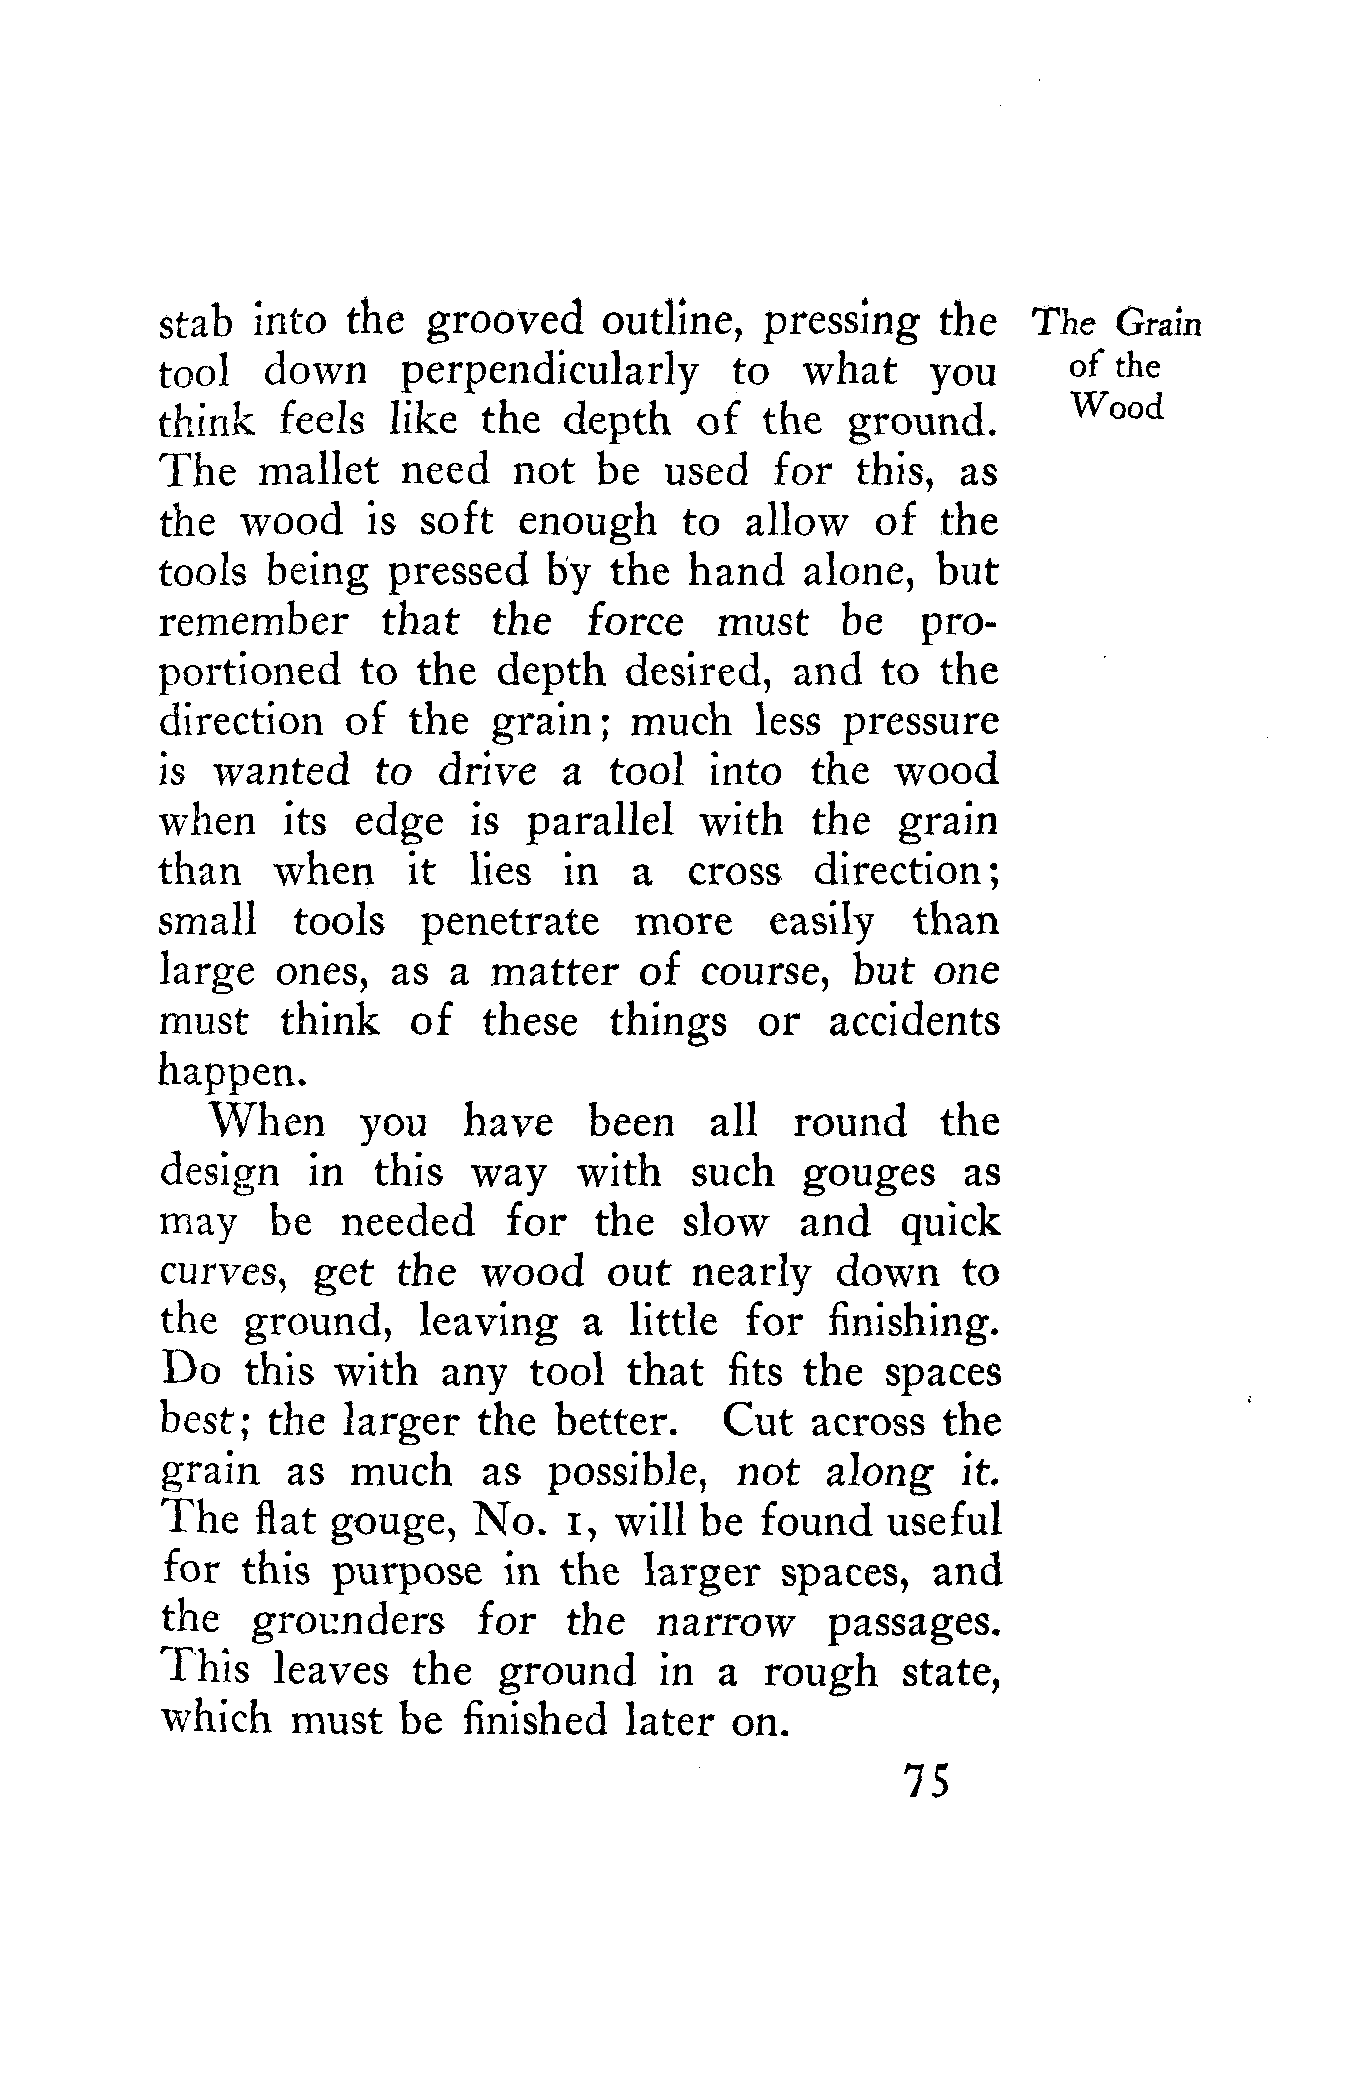 stab into the grooved outline, pressing the
tool down perpendicularly to what you
think feels like the depth of the ground.
The mallet need not be used for this, as
the wood is soft enough to allow of the
tools being pressed by the hand alone, but
remember that the force must be pro-
portioned to the depth desired, and to the
direction of the grain; much less pressure
is wanted to drive a tool into the wood
when its edge is parallel with the grain
than when it lies in a cross direction;
small tools penetrate more easily than
large ones, as a matter of course, but one
must think of these things or accidents
happen.
When you have been all round the
design in this way with such gouges as
may be needed for the slow and quick
curves, get the wood out nearly down to
the ground, leaving a little for finishing.
Do this with any tool that fits the spaces
best; the larger the better. Cut across the
grain as much as possible, not along it.
The flat gouge, No. 1, will be found useful
for this purpose in the larger spaces, and
the grounders for the narrow passages.
This leaves the ground in a rough state,
which must be finished later on.
The Grain
of the
Wood
75